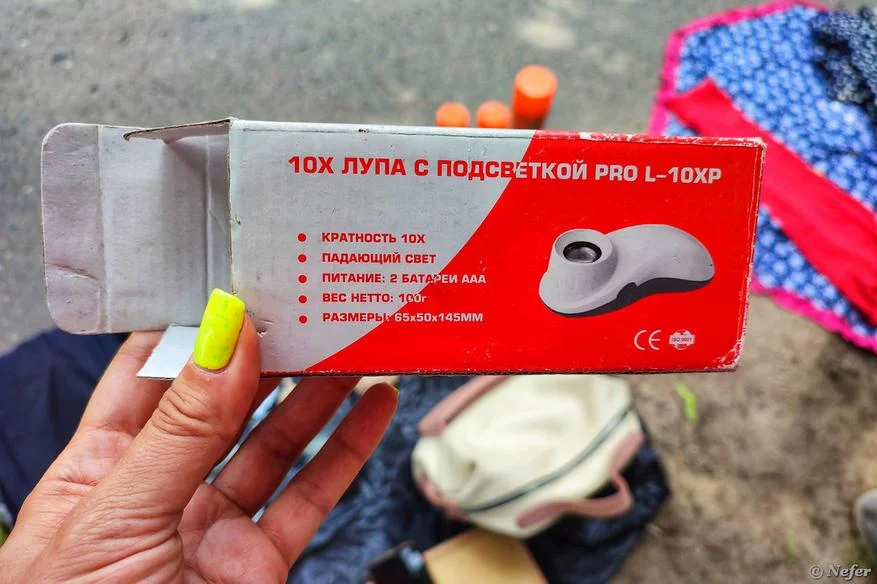 10X ЛУПА С ПОДСВЕТКОЙ PRO L-10XP
КРАТНОСТЬ 10X
ПАДАЮЩИЙ СВЕТ
ПИТАНИЕ: 2 БАТАРЕИ ААА
ВЕС НЕТТО: 100г
РАЗМЕРЫ: 65x50x145ММ
CE ISO 9001
© Nefer